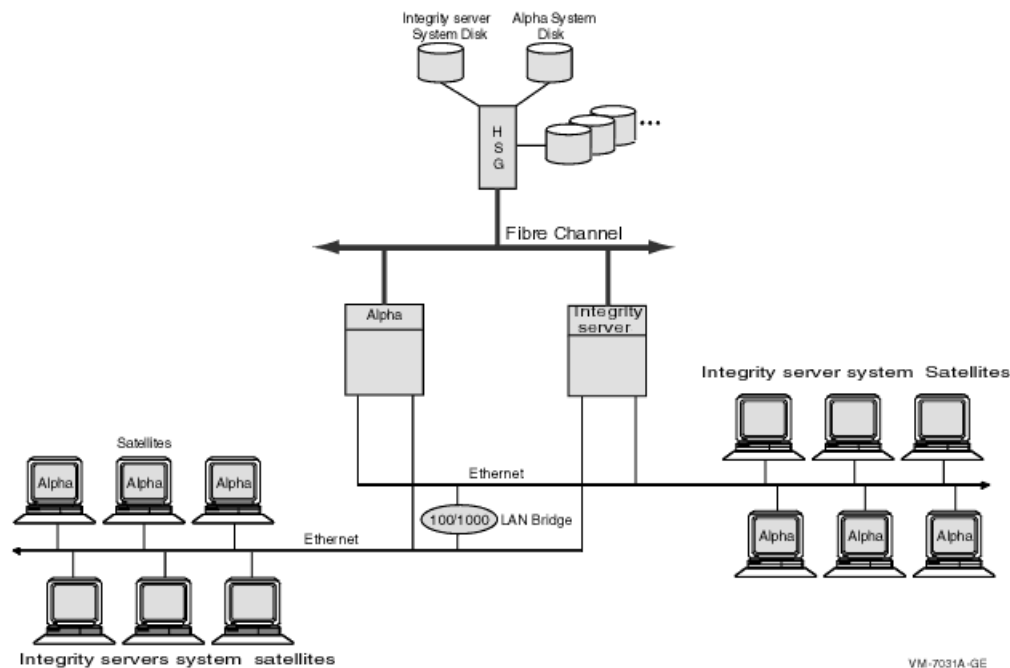 Integrity server
System Disk
Alpha System
Disk
H
S
G
...
Fibre Channel
Alpha
Integrity
server
Integrity server system Satellites
Satellites
Alpha
Alpha
Alpha
Ethernet
100/1000
LAN Bridge
Ethernet
Alpha
Alpha
Alpha
Integrity servers system satellites
VM-7031A-GE